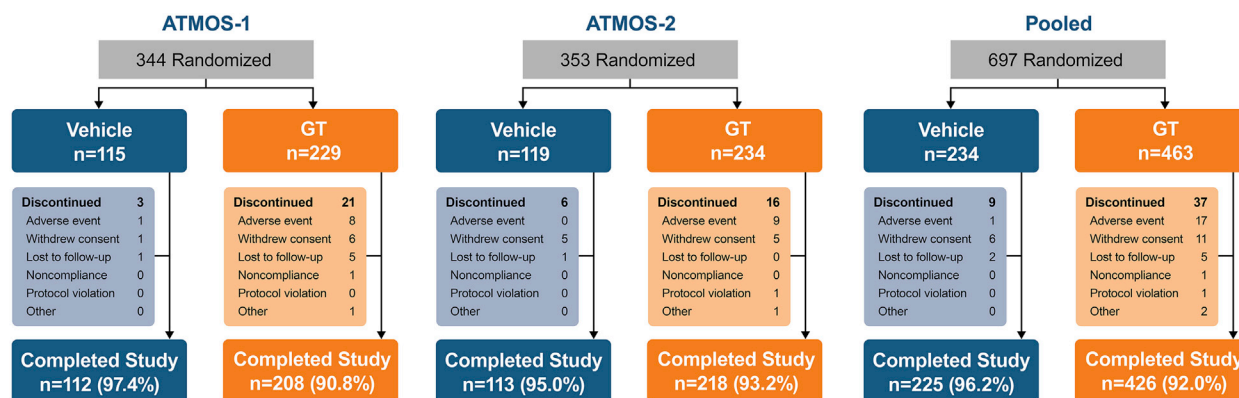 ATMOS-1
344 Randomized
Vehicle
n=115
GT
n=229
Discontinued 3
Adverse event 1
Withdrew consent 1
Lost to follow-up 1
Noncompliance 0
Protocol violation 0
Other 0
Discontinued 21
Adverse event 8
Withdrew consent 6
Lost to follow-up 5
Noncompliance 1
Protocol violation 0
Other 1
Completed Study
n=112 (97.4%)
Completed Study
n=208 (90.8%)
ATMOS-2
353 Randomized
Vehicle
n=119
GT
n=234
Discontinued 6
Adverse event 0
Withdrew consent 5
Lost to follow-up 1
Noncompliance 0
Protocol violation 0
Other 0
Discontinued 16
Adverse event 9
Withdrew consent 5
Lost to follow-up 0
Noncompliance 0
Protocol violation 1
Other 1
Completed Study
n=113 (95.0%)
Completed Study
n=218 (93.2%)
Pooled
697 Randomized
Vehicle
n=234
GT
n=463
Discontinued 9
Adverse event 1
Withdrew consent 6
Lost to follow-up 2
Noncompliance 0
Protocol violation 0
Other 0
Discontinued 37
Adverse event 17
Withdrew consent 11
Lost to follow-up 5
Noncompliance 1
Protocol violation 1
Other 2
Completed Study
n=225 (96.2%)
Completed Study
n=426 (92.0%)